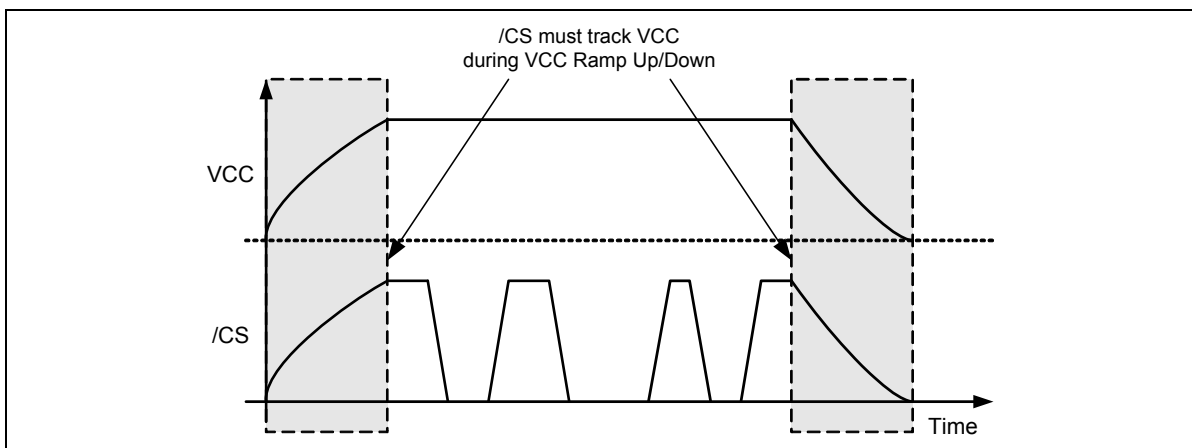 /CS must track VCC
during VCC Ramp Up/Down
VCC
/CS
Time